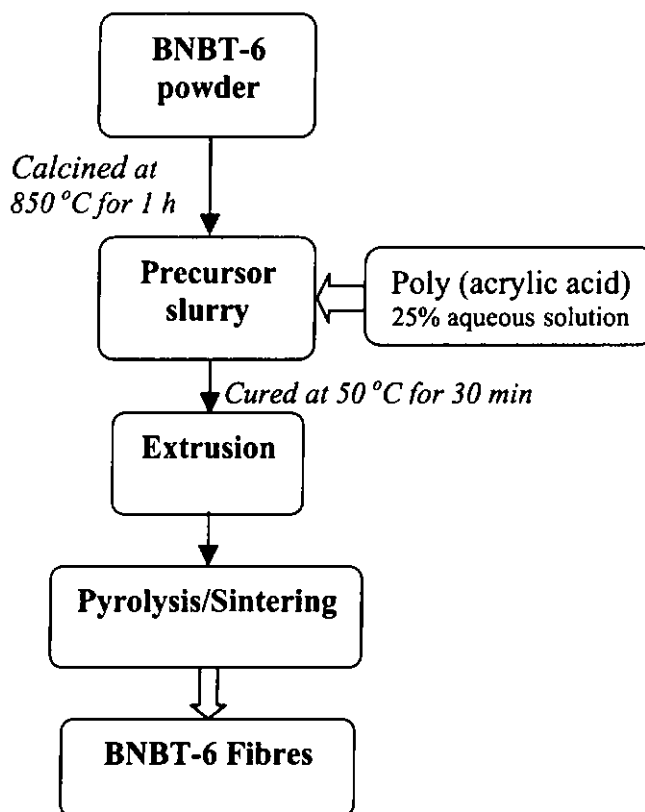 BNBT-6
powder
Calcined at
850 °C for 1 h
Precursor
slurry
Poly (acrylic acid)
25% aqueous solution
Cured at 50 °C for 30 min
Extrusion
Pyrolysis/Sintering
BNBT-6 Fibres